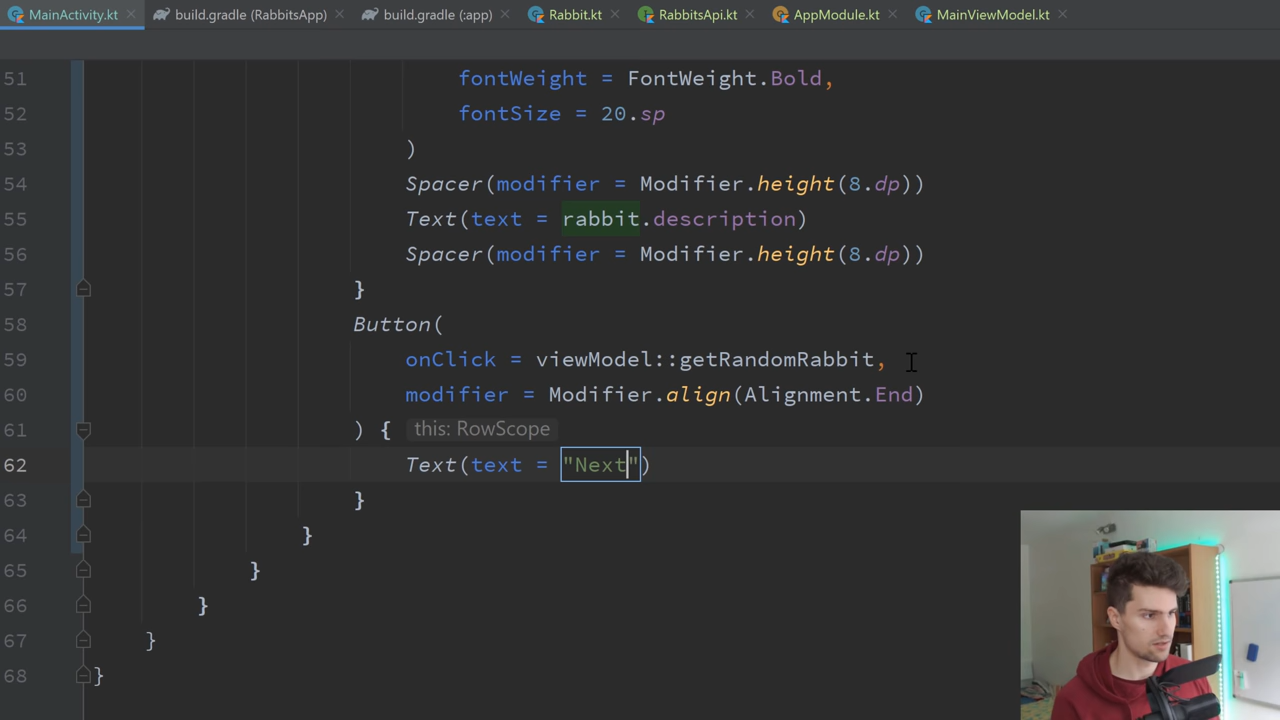 MainActivity.kt build.gradle (RabbitsApp) build.gradle (:app) Rabbit.kt RabbitsApi.kt AppModule.kt MainViewModel.kt
51 fontWeight = FontWeight.Bold,
52 fontSize = 20.sp
53 )
54 Spacer(modifier = Modifier.height(8.dp))
55 Text(text = rabbit.description)
56 Spacer(modifier = Modifier.height(8.dp))
57 }
58 Button(
59 onClick = viewModel::getRandomRabbit,
60 modifier = Modifier.align(Alignment.End)
61 ) { this: RowScope
62 Text(text = "Next")
63 }
64 }
65 }
66 }
67 }
68 }